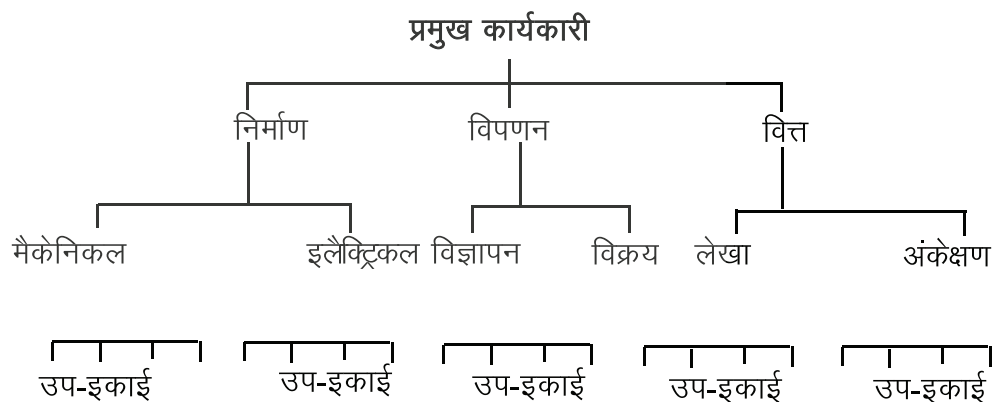 प्रमुख कार्यकारी
निर्माण विपणन वित्त
मैकेनिकल इलैक्ट्रिकल विज्ञापन विक्रय लेखा अंकेक्षण
उप-इकाई उप-इकाई उप-इकाई उप-इकाई उप-इकाई